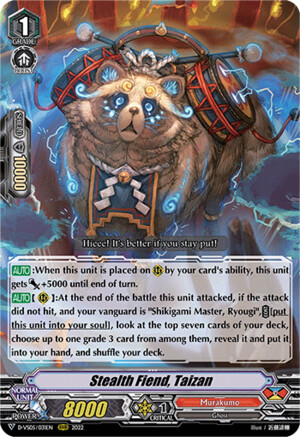 1
GRADE
BOOST
10000
Hieee! It's better if you stay put!
AUTO:When this unit is placed on by your card's ability, this unit
gets +5000 until end of turn.
AUTO[ ]:At the end of the battle this unit attacked, if the attack
did not hit, and your vanguard is "Shikigami Master, Ryougi", [put
this unit into your soul], look at the top seven cards of your deck,
choose up to one grade 3 card from among them, reveal it and put it
into your hand, and shuffle your deck.
Stealth Fiend, Taizan
NORMAL
UNIT
Murakumo
Ghost
POWER
8000
1
CRITICAL
D-VS05/031EN 2022
Illust /